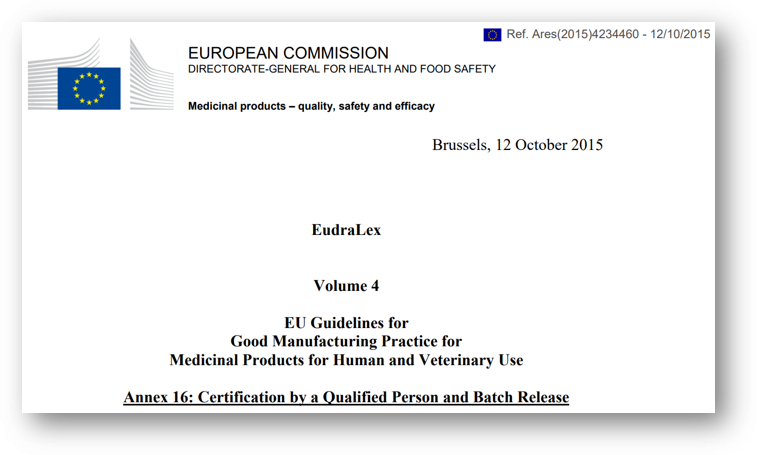 Ref. Ares(2015)4234460 - 12/10/2015
EUROPEAN COMMISSION
DIRECTORATE-GENERAL FOR HEALTH AND FOOD SAFETY
Medicinal products – quality, safety and efficacy
Brussels, 12 October 2015
EudraLex
Volume 4
EU Guidelines for
Good Manufacturing Practice for
Medicinal Products for Human and Veterinary Use
Annex 16: Certification by a Qualified Person and Batch Release